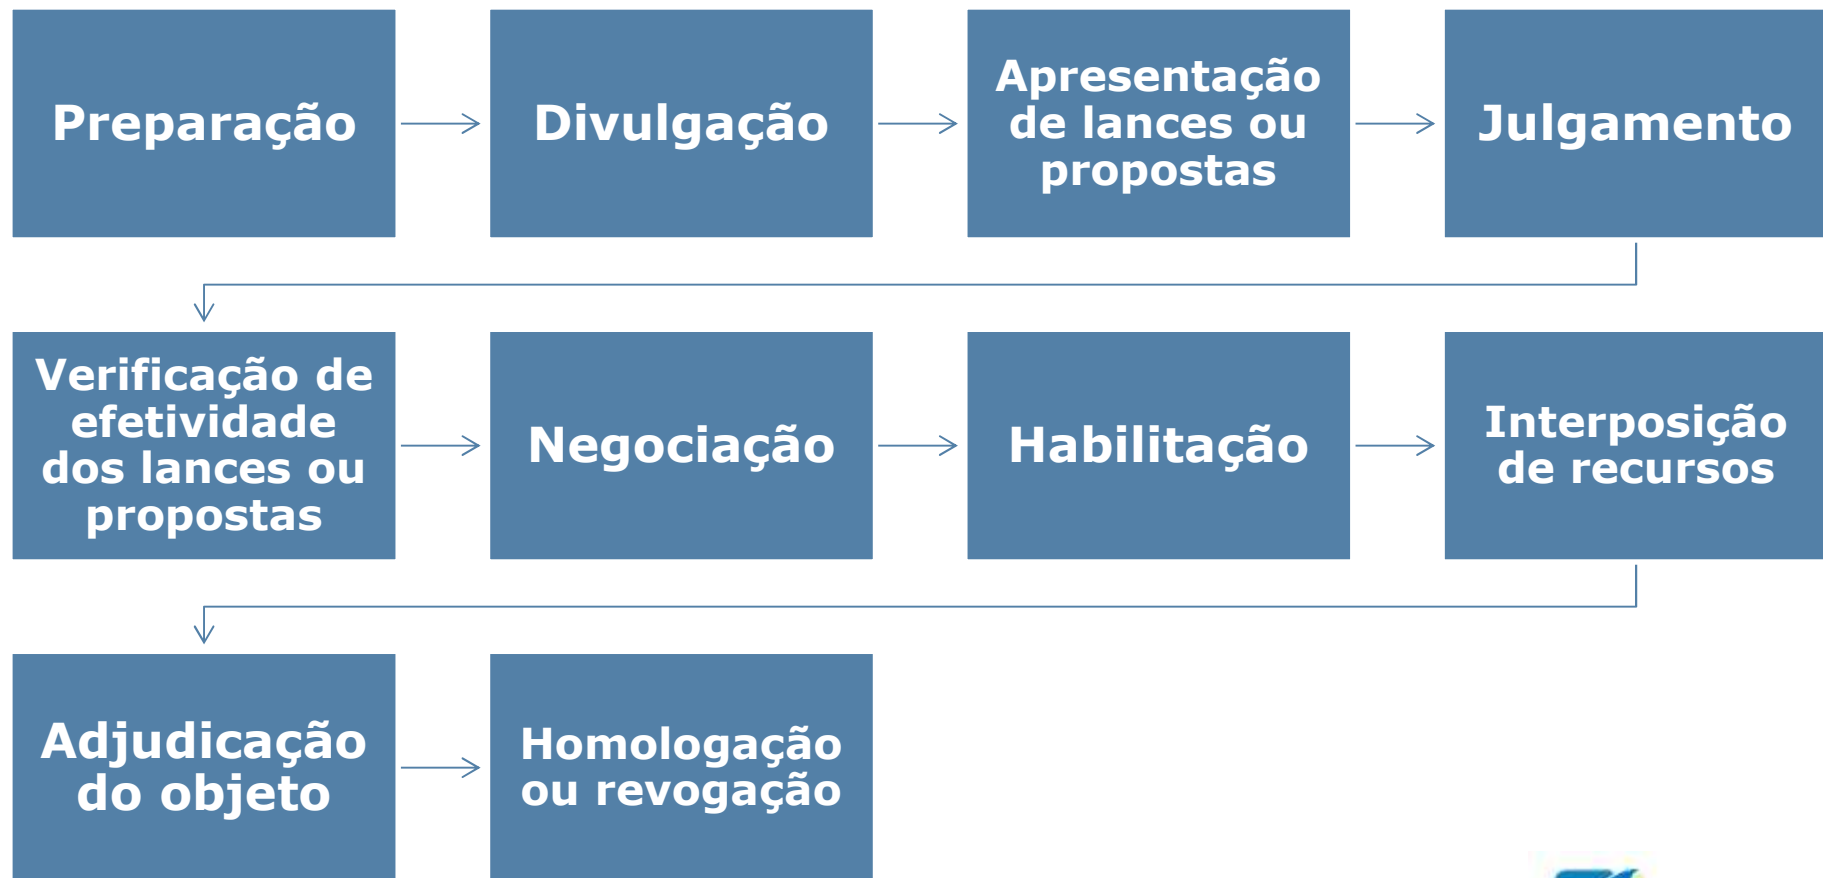 Preparação
Divulgação
Apresentação
de lances ou
propostas
Julgamento
Verificação de
efetividade
dos lances ou
propostas
Negociação
Habilitação
Interposição
de recursos
Adjudicação
do objeto
Homologação
ou revogação